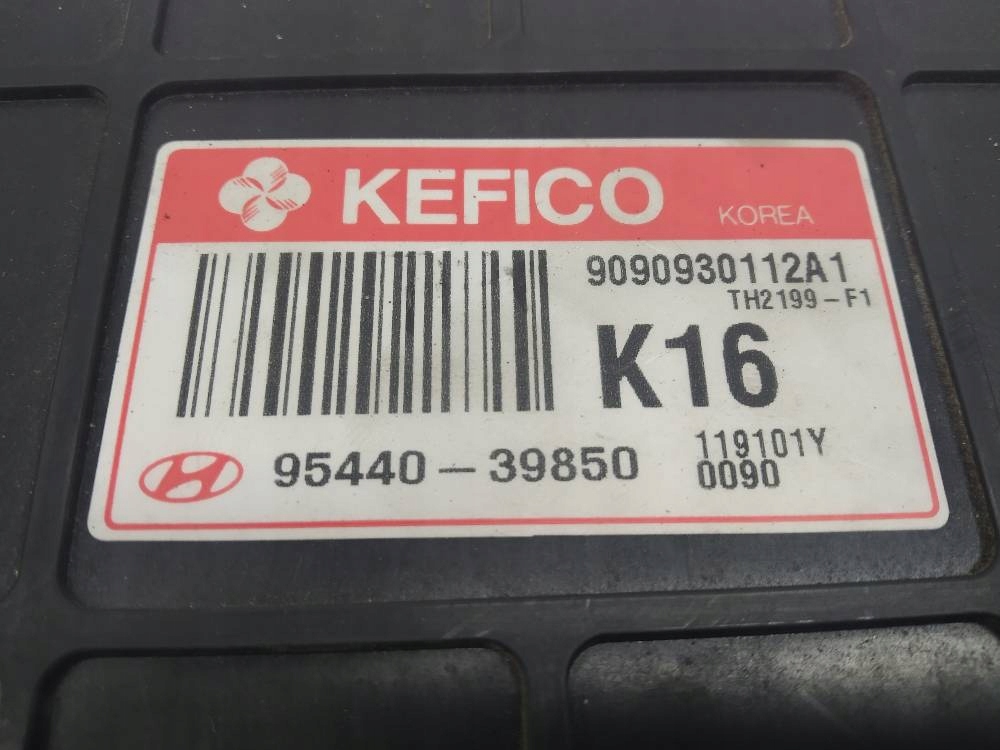 KEFICO KOREA
9090930112A1
TH2199-F1
K16
95440-39850
119101Y
0090